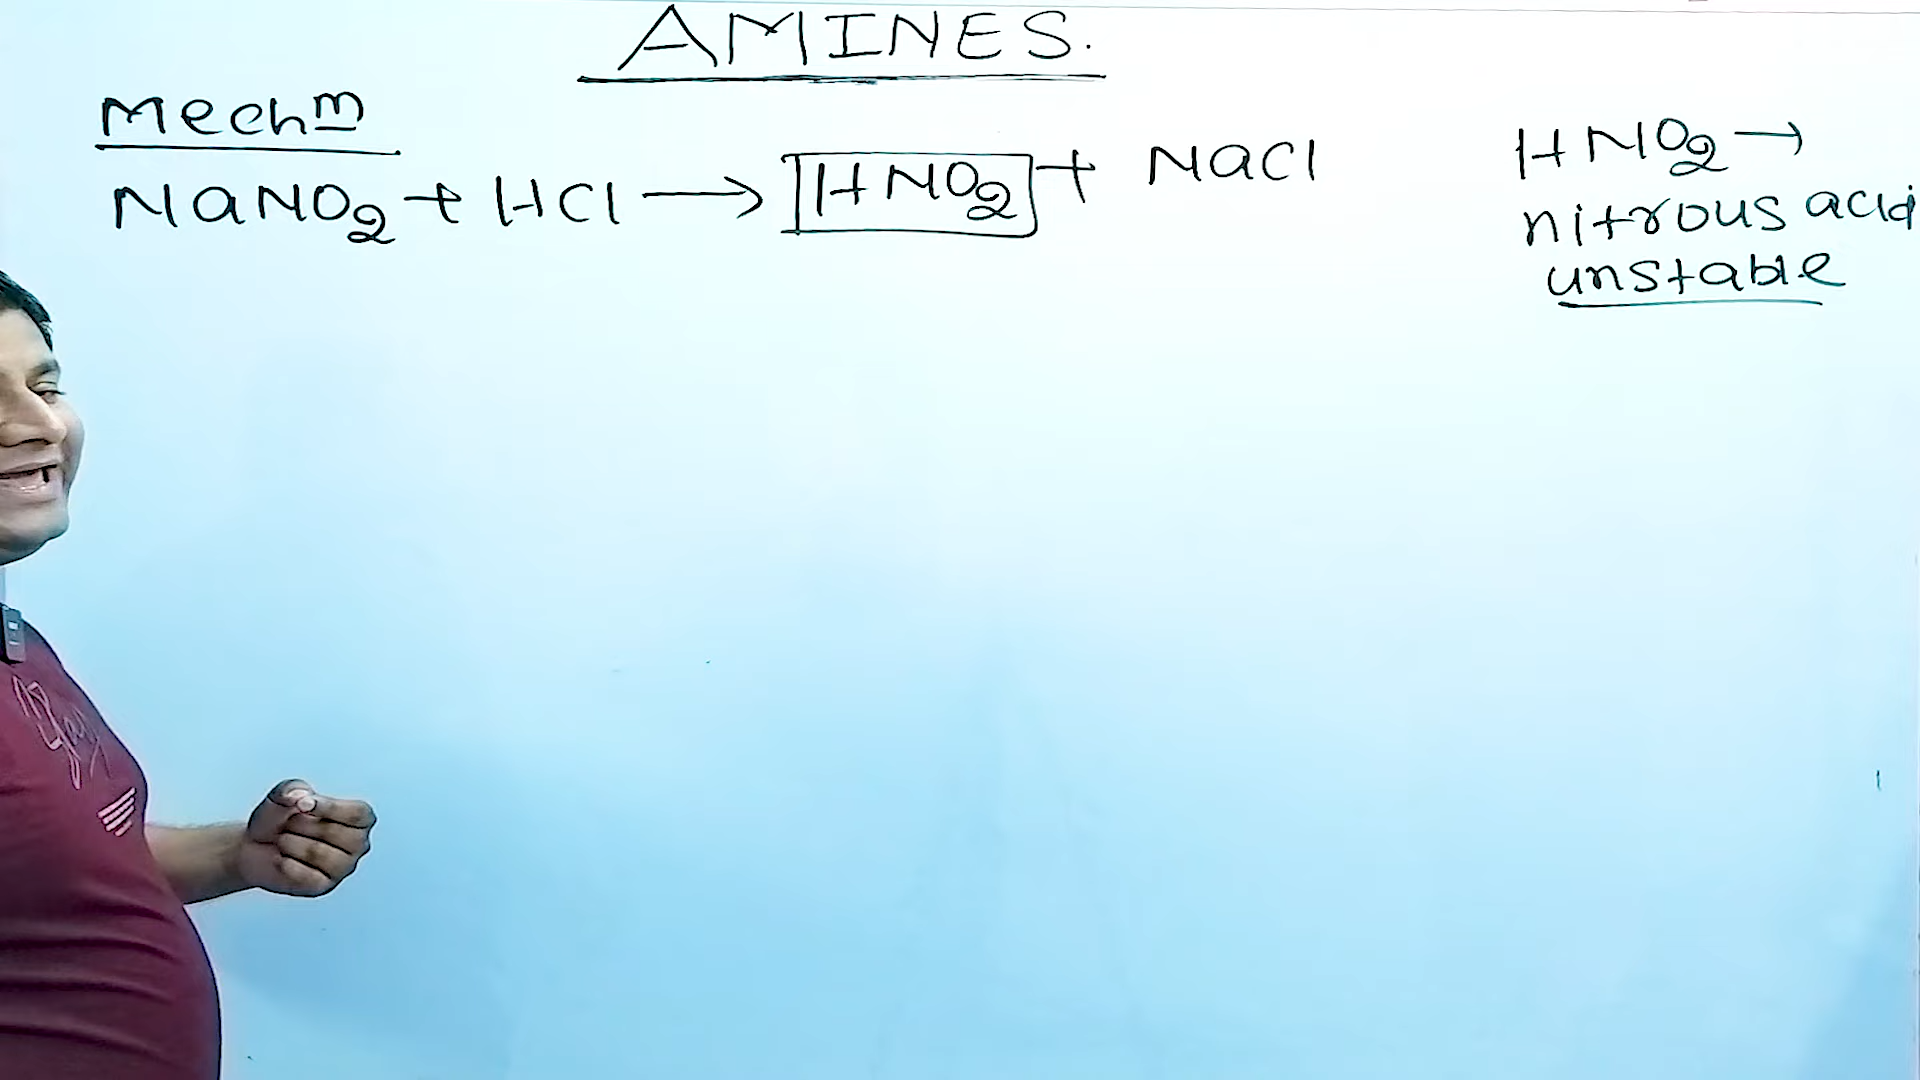 AMINES.
Mechm
NaNO2 + HCl → HNO2 + NaCl
HNO2 →
nitrous acid
unstable